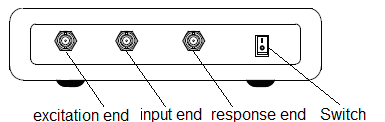 excitation end input end response end Switch